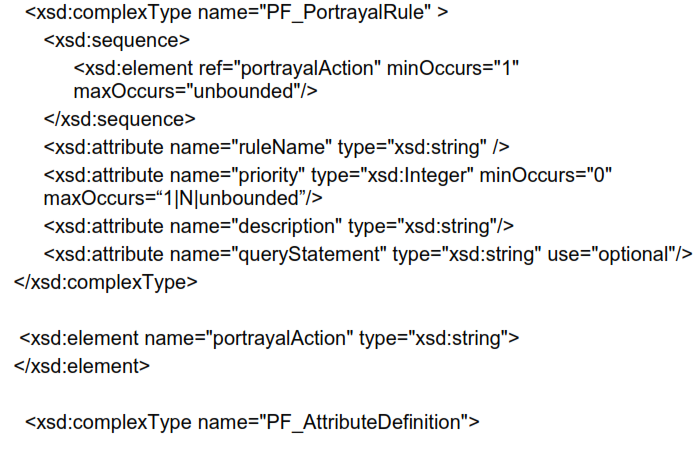 <xsd:complexType name="PF_PortrayalRule" >
<xsd:sequence>
<xsd:element ref="portrayalAction" minOccurs="1"
maxOccurs="unbounded"/>
</xsd:sequence>
<xsd:attribute name="ruleName" type="xsd:string" />
<xsd:attribute name="priority" type="xsd:Integer" minOccurs="0"
maxOccurs=“1|N|unbounded”/>
<xsd:attribute name="description" type="xsd:string"/>
<xsd:attribute name="queryStatement" type="xsd:string" use="optional"/>
</xsd:complexType>
<xsd:element name="portrayalAction" type="xsd:string">
</xsd:element>
<xsd:complexType name="PF_AttributeDefinition">